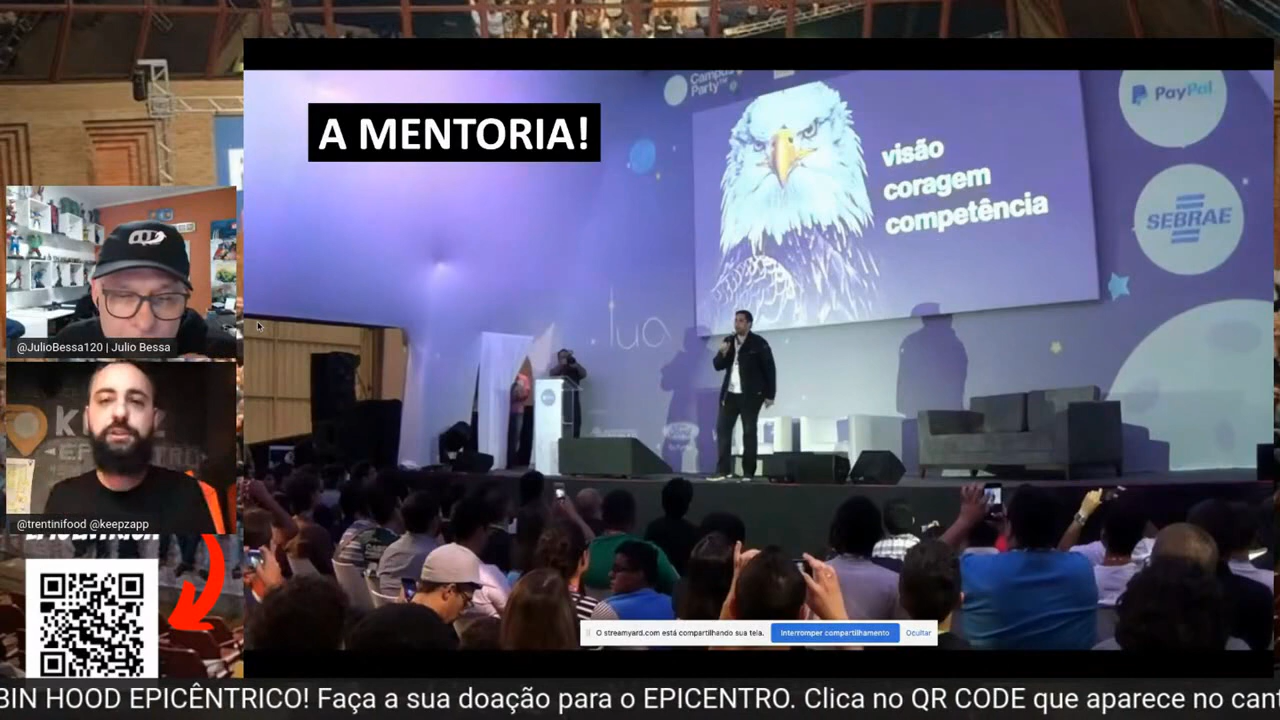 A MENTORIA!
Campus
Party
visão
coragem
competência
PayPal
SEBRAE
lua
@JulioBessa120 | Julio Bessa
@trentinifood @keepzapp
O streamyard.com está compartilhando sua tela.
Interromper compartilhamento
Ocultar
BIN HOOD EPICÊNTRICO! Faça a sua doação para o EPICENTRO. Clica no QR CODE que aparece no can